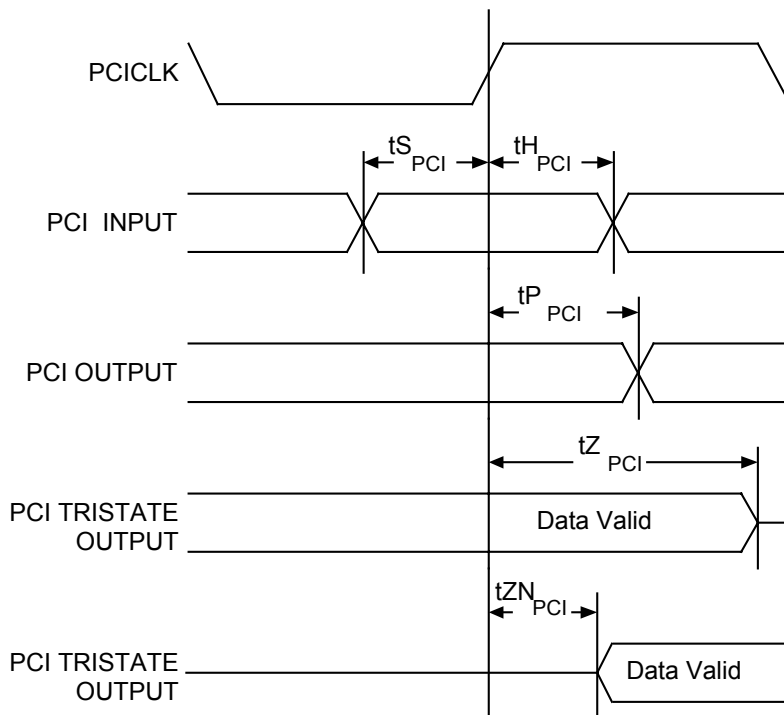 PCICLK
tS PCI
tH PCI
PCI INPUT
tP PCI
PCI OUTPUT
tZ PCI
PCI TRISTATE
OUTPUT
Data Valid
tZN PCI
PCI TRISTATE
OUTPUT
Data Valid